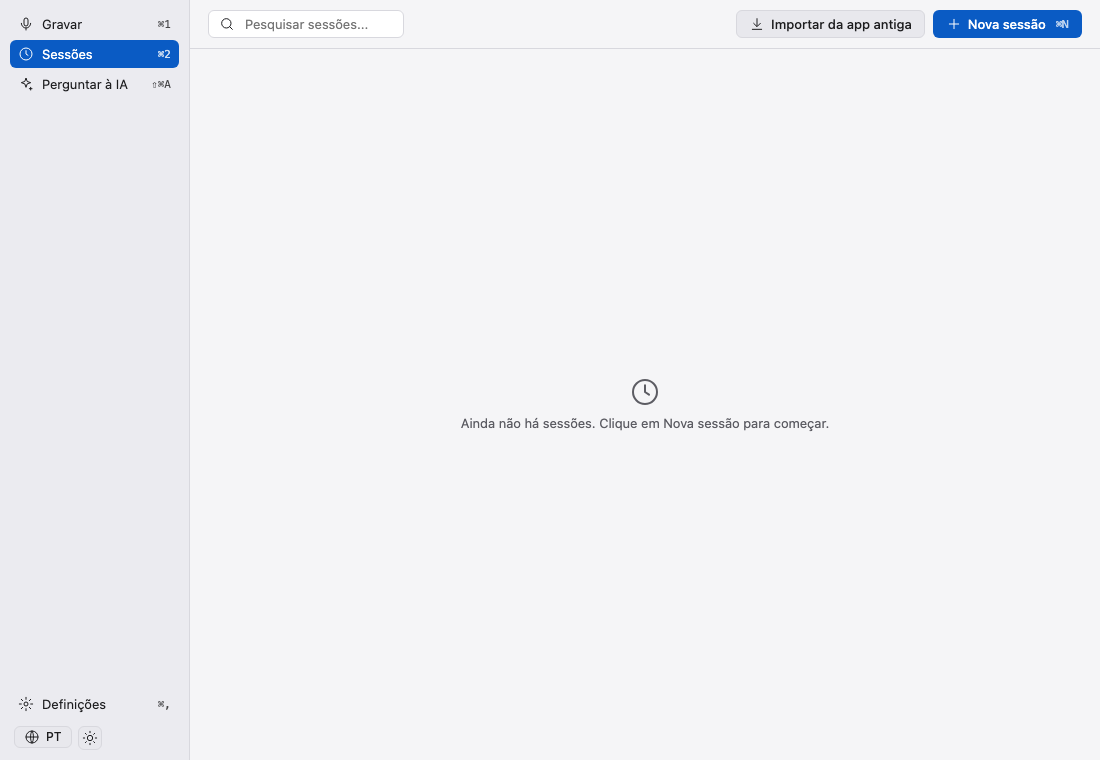 Gravar ⌘1
Sessões ⌘2
Perguntar à IA ⇧⌘A
Pesquisar sessões...
Importar da app antiga
Nova sessão ⌘N
Ainda não há sessões. Clique em Nova sessão para começar.
Definições ⌘,
PT